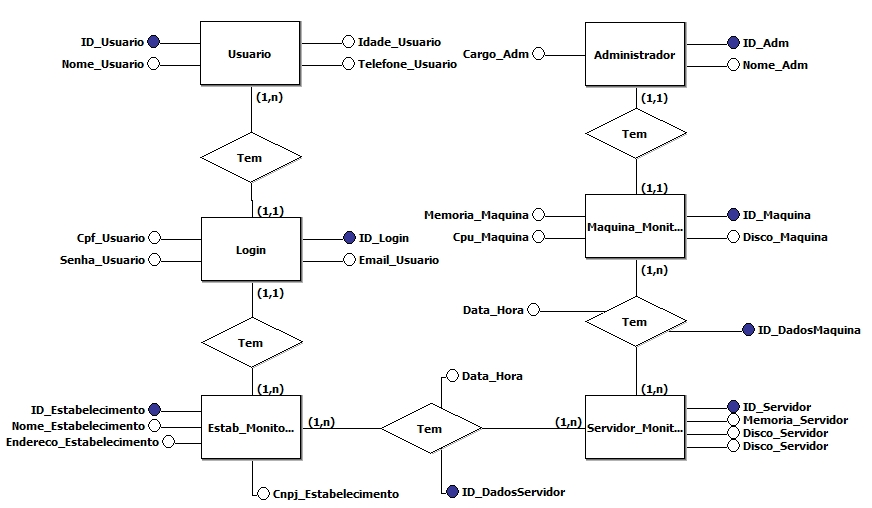 ID_Usuario
Nome_Usuario
Usuario
Idade_Usuario
Telefone_Usuario
Cargo_Adm
Administrador
ID_Adm
Nome_Adm
(1,n)
(1,1)
Tem
Tem
(1,1)
(1,1)
Cpf_Usuario
Senha_Usuario
Login
ID_Login
Email_Usuario
Memoria_Maquina
Cpu_Maquina
Maquina_Monit...
ID_Maquina
Disco_Maquina
(1,1)
(1,n)
Tem
Data_Hora
Tem
ID_DadosMaquina
(1,n)
(1,n)
ID_Estabelecimento
Nome_Estabelecimento
Endereco_Estabelecimento
Estab_Monito...
(1,n)
Data_Hora
Tem
(1,n)
Servidor_Monit...
ID_Servidor
Memoria_Servidor
Disco_Servidor
Disco_Servidor
Cnpj_Estabelecimento
ID_DadosServidor